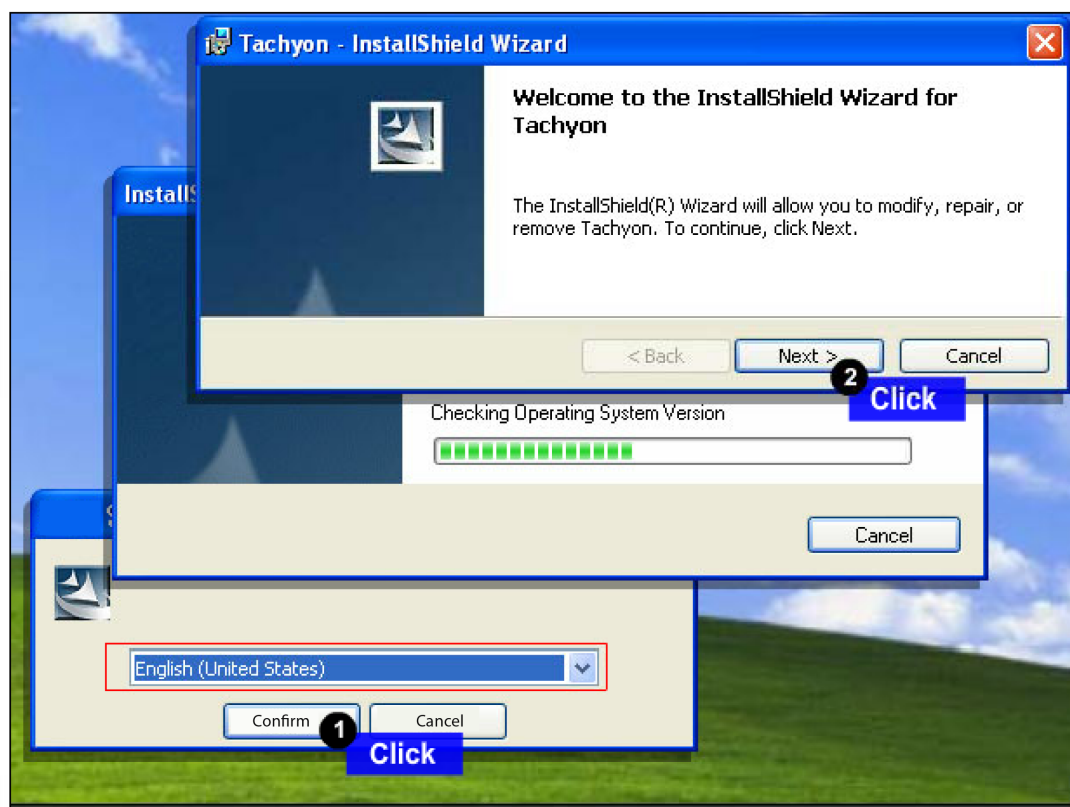 Tachyon - InstallShield Wizard
Welcome to the InstallShield Wizard for
Tachyon
The InstallShield(R) Wizard will allow you to modify, repair, or
remove Tachyon. To continue, click Next.
< Back
Next >
Cancel
2
Click
Checking Operating System Version
Cancel
English (United States)
Confirm
Cancel
1
Click